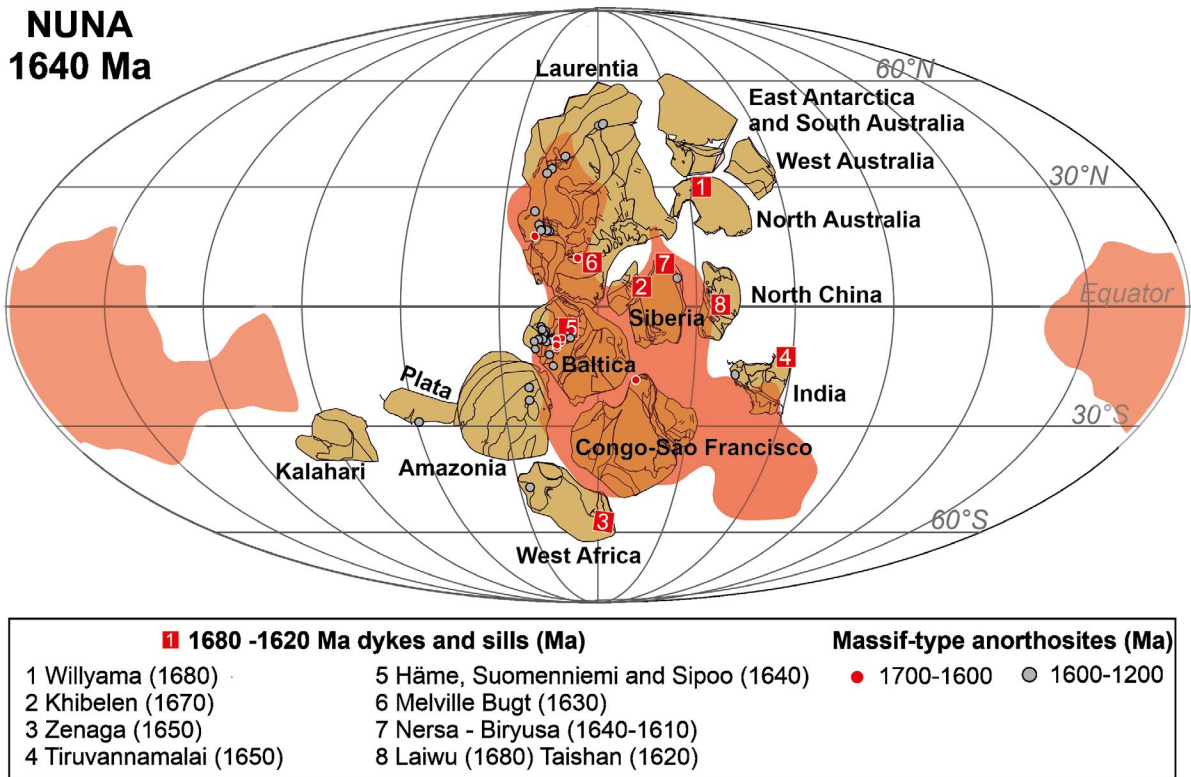 NUNA
1640 Ma
Laurentia
60°N
East Antarctica
and South Australia
West Australia
1
30°N
North Australia
6
7
2
8
North China
Equator
Siberia
5
Baltica
4
India
Plata
30°S
Congo-São Francisco
Kalahari
Amazonia
3
60°S
West Africa
1 1680 -1620 Ma dykes and sills (Ma)
1 Willyama (1680)
2 Khibelen (1670)
3 Zenaga (1650)
4 Tiruvannamalai (1650)
5 Häme, Suomenniemi and Sipoo (1640)
6 Melville Bugt (1630)
7 Nersa - Biryusa (1640-1610)
8 Laiwu (1680) Taishan (1620)
Massif-type anorthosites (Ma)
1700-1600
1600-1200